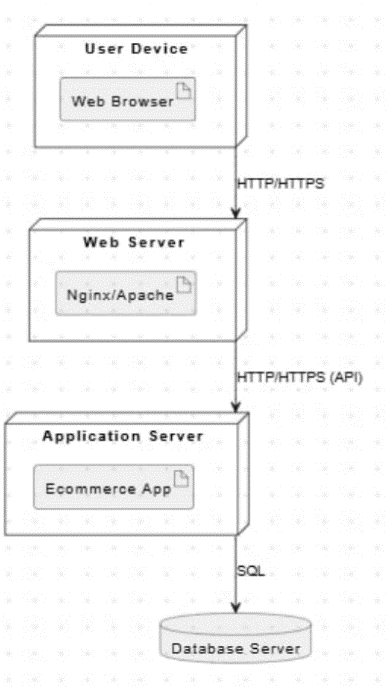 User Device
Web Browser
HTTP/HTTPS
Web Server
Nginx/Apache
HTTP/HTTPS (API)
Application Server
Ecommerce App
SQL
Database Server